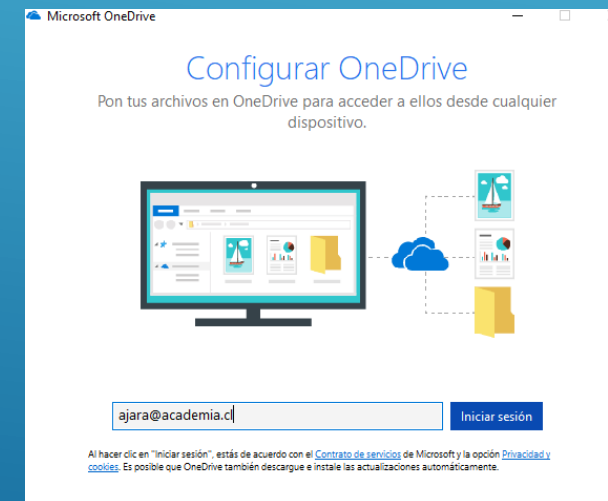 Microsoft OneDrive
Configurar OneDrive
Pon tus archivos en OneDrive para acceder a ellos desde cualquier
dispositivo.
ajara@academia.cl
Iniciar sesión
Al hacer clic en "Iniciar sesión", estás de acuerdo con el Contrato de servicios de Microsoft y la opción Privacidad y
cookies. Es posible que OneDrive también descargue e instale las actualizaciones automáticamente.